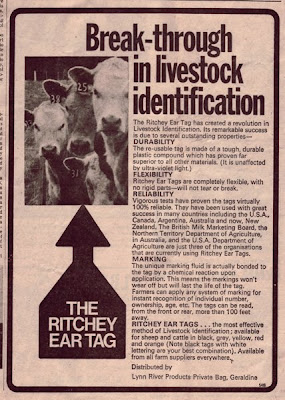 Break-through
in livestock
identification
The Ritchey Ear Tag has created a revolution in
Livestock Identification. Its remarkable success
is due to several outstanding properties—
DURABILITY
The re-usable tag is made of a tough, durable
plastic compound which has proven far
superior to all other materials. (It is unaffected
by ultra-violet light.)
FLEXIBILITY
Ritchey Ear Tags are completely flexible, with
no rigid parts—will not tear or break.
RELIABILITY
Vigorous tests have proven the tags virtually
100% reliable. They have been used with great
success in many countries including the U.S.A.,
Canada, Argentina, Australia and now, New
Zealand, The British Milk Marketing Board, the
Northern Territory Department of Agriculture,
in Australia, and the U.S.A. Department of
Agriculture are just three of the organisations
that are currently using Ritchey Ear Tags.
MARKING
The unique marking fluid is actually bonded to
the tag by a chemical reaction upon
application. This means the markings won't
wear off but will last the life of the tag.
Farmers can apply any system of marking for
instant recognition of individual number,
ownership, age, etc. The tags can be read,
from the front or rear, more than 100 feet
away.
RITCHEY EAR TAGS . . . the most effective
method of Livestock Identification; available
for sheep and cattle in black, grey, yellow, red
and orange (Note black tags with white
lettering are your best combination). Available
from all farm suppliers everywhere.
Distributed by
Lynn River Products Private Bag, Geraldine
38
25
31
THE
RITCHEY
EAR TAG